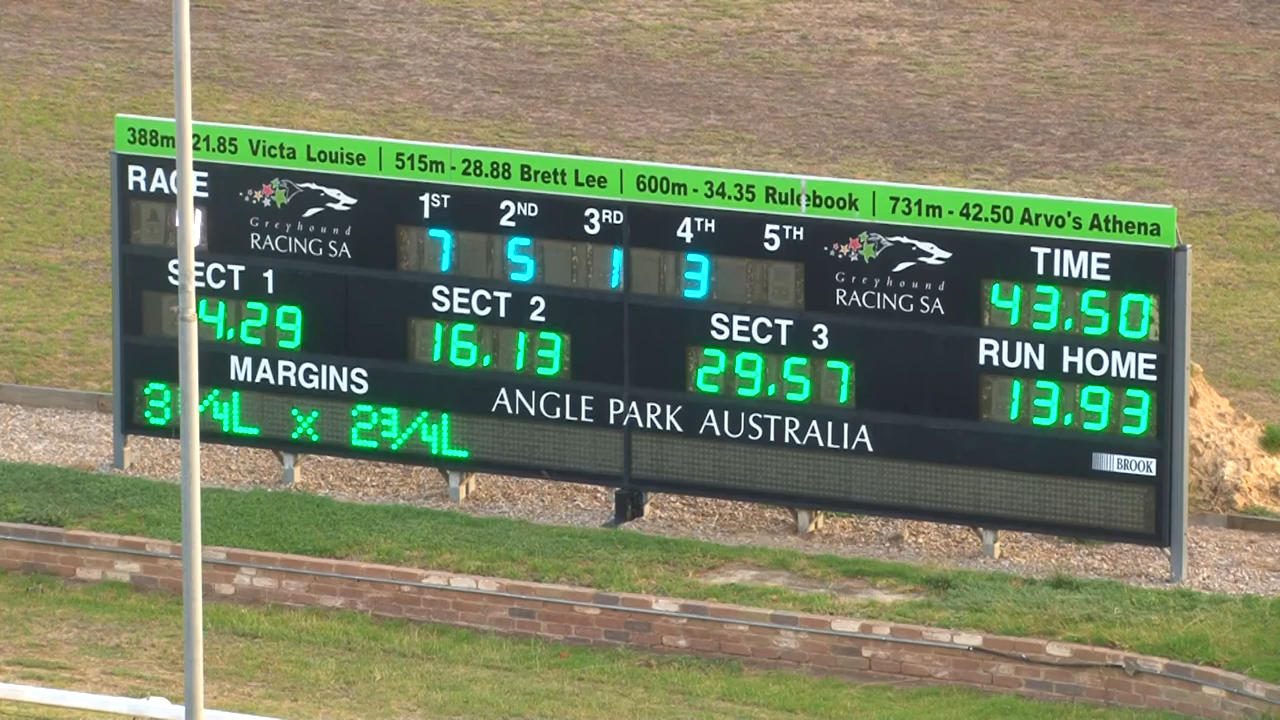 388m 21.85 Victa Louise | 515m - 28.88 Brett Lee | 600m - 34.35 Rulebook | 731m - 42.50 Arvo's Athena
RACE
Greyhound
RACING SA
1ST 2ND 3RD 4TH 5TH
7 5 1 3
Greyhound
RACING SA
TIME
43.50
SECT 1
4.29
SECT 2
16.13
SECT 3
29.57
RUN HOME
13.93
MARGINS
3 /4L x 2 3/4L
ANGLE PARK AUSTRALIA
BROOK